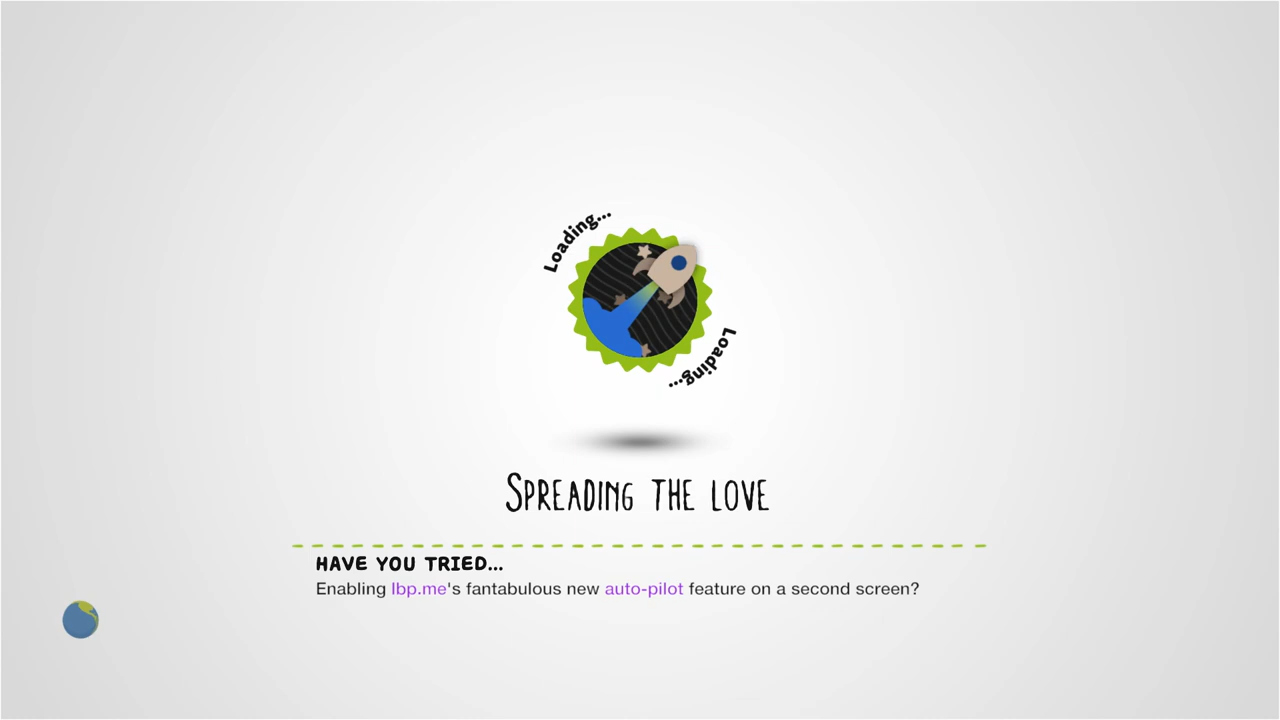 Loading...
Loading...
Spreading the love
HAVE YOU TRIED...
Enabling lbp.me's fantabulous new auto-pilot feature on a second screen?